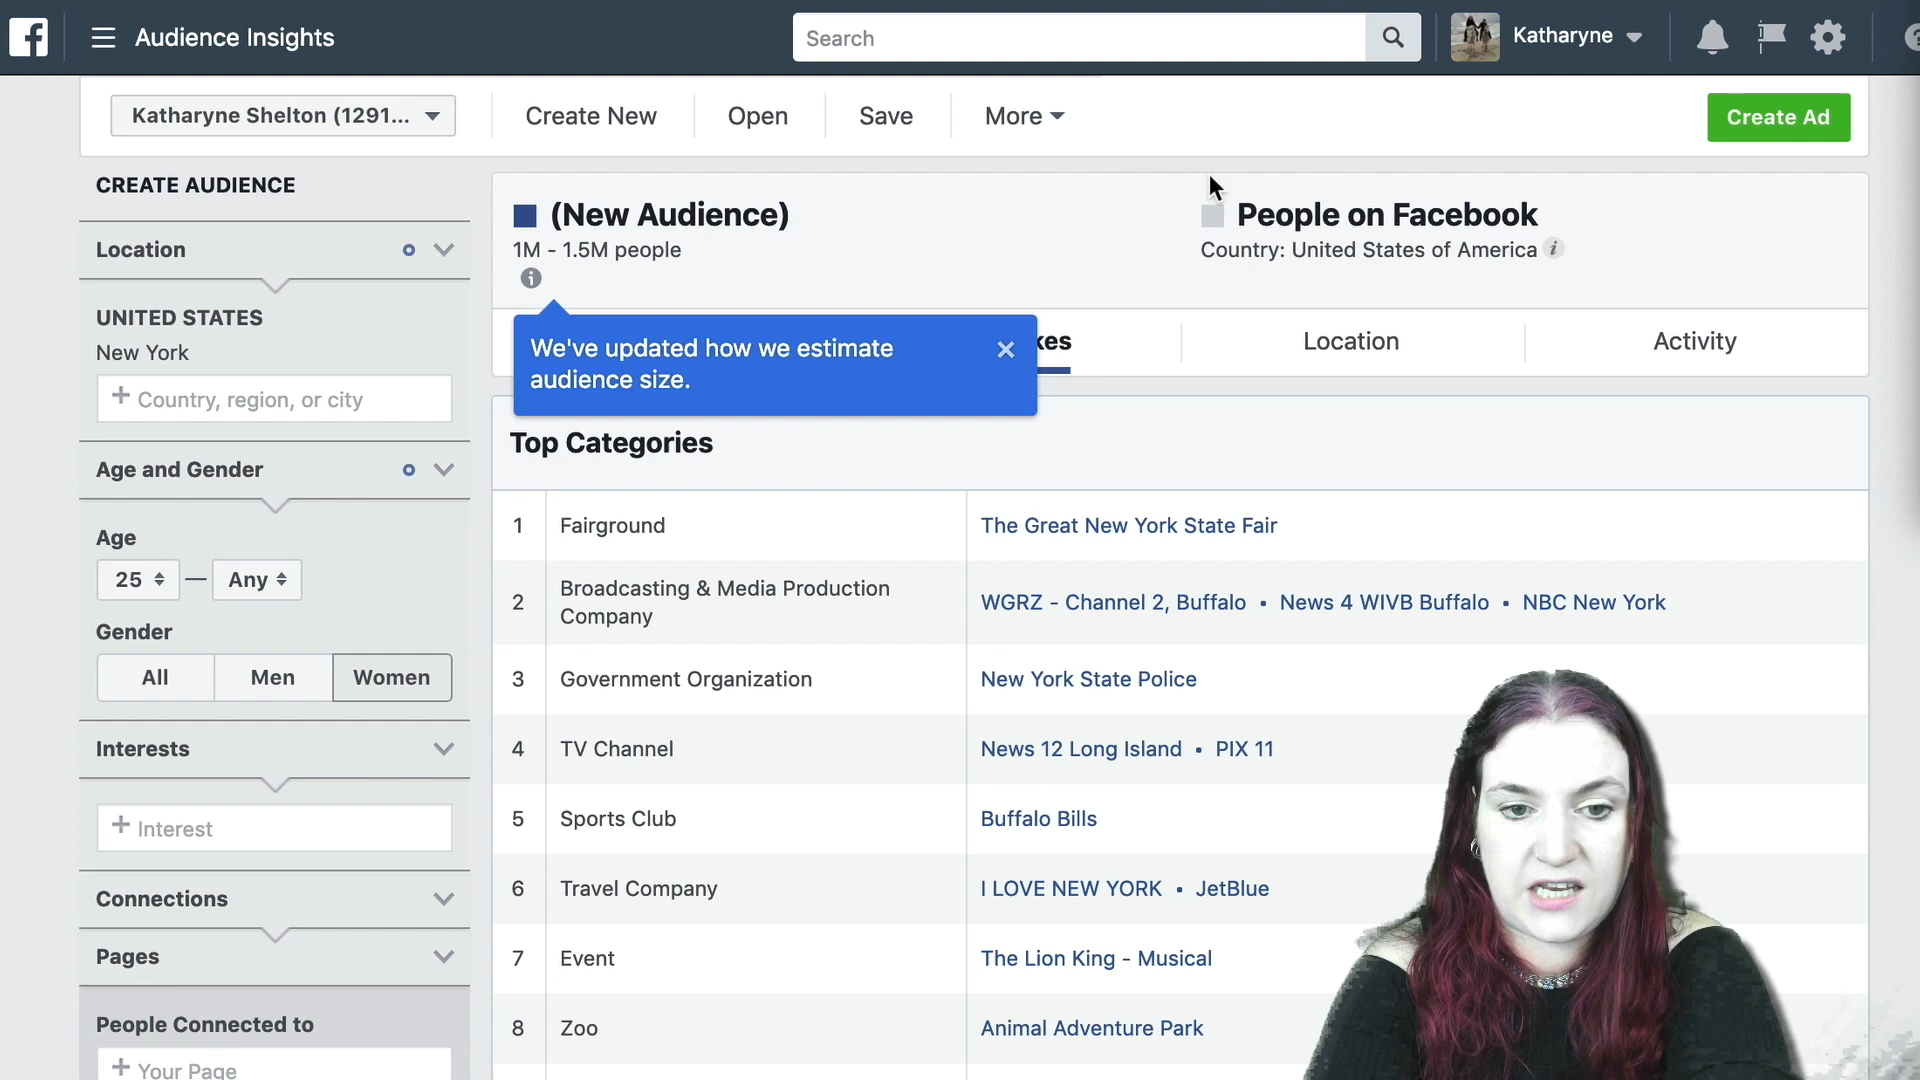 Audience Insights
Search
Katharyne
Katharyne Shelton (1291...
Create New
Open
Save
More
Create Ad
CREATE AUDIENCE
Location
UNITED STATES
New York
+ Country, region, or city
Age and Gender
Age
25 — Any
Gender
All
Men
Women
Interests
+ Interest
Connections
Pages
People Connected to
+ Your Page
(New Audience)
1M - 1.5M people
People on Facebook
Country: United States of America
We've updated how we estimate
audience size.
Location
Activity
Top Categories
1 Fairground The Great New York State Fair
2 Broadcasting & Media Production
Company
WGRZ - Channel 2, Buffalo • News 4 WIVB Buffalo • NBC New York
3 Government Organization New York State Police
4 TV Channel News 12 Long Island • PIX 11
5 Sports Club Buffalo Bills
6 Travel Company I LOVE NEW YORK • JetBlue
7 Event The Lion King - Musical
8 Zoo Animal Adventure Park